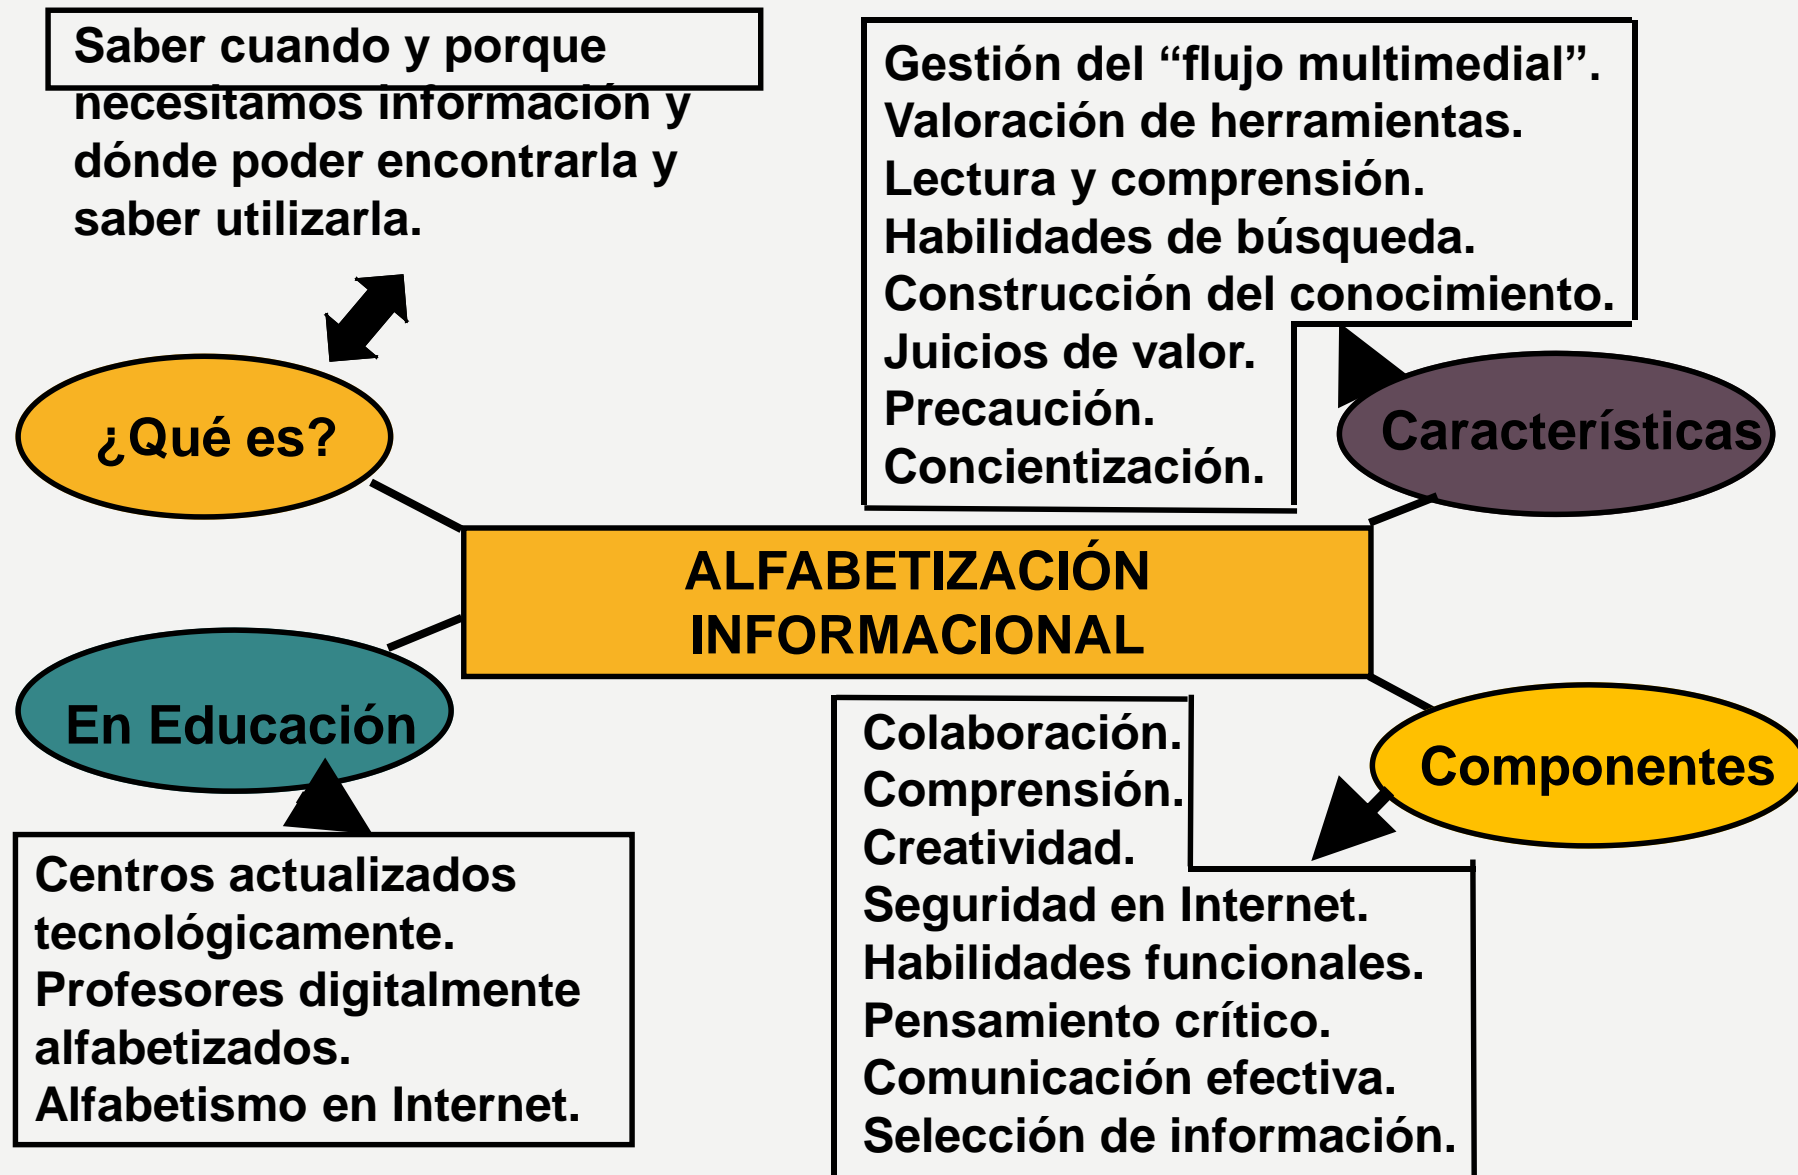 Saber cuando y porque
necesitamos información y
dónde poder encontrarla y
saber utilizarla.
Gestión del “flujo multimedial”.
Valoración de herramientas.
Lectura y comprensión.
Habilidades de búsqueda.
Construcción del conocimiento.
Juicios de valor.
Precaución.
Concientización.
¿Qué es?
Características
ALFABETIZACIÓN
INFORMACIONAL
En Educación
Componentes
Centros actualizados
tecnológicamente.
Profesores digitalmente
alfabetizados.
Alfabetismo en Internet.
Colaboración.
Comprensión.
Creatividad.
Seguridad en Internet.
Habilidades funcionales.
Pensamiento crítico.
Comunicación efectiva.
Selección de información.